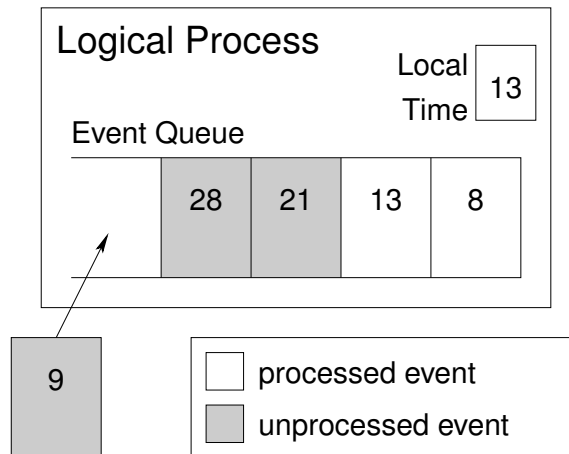 Logical Process
Local
Time
13
Event Queue
28 21 13 8
9
processed event
unprocessed event